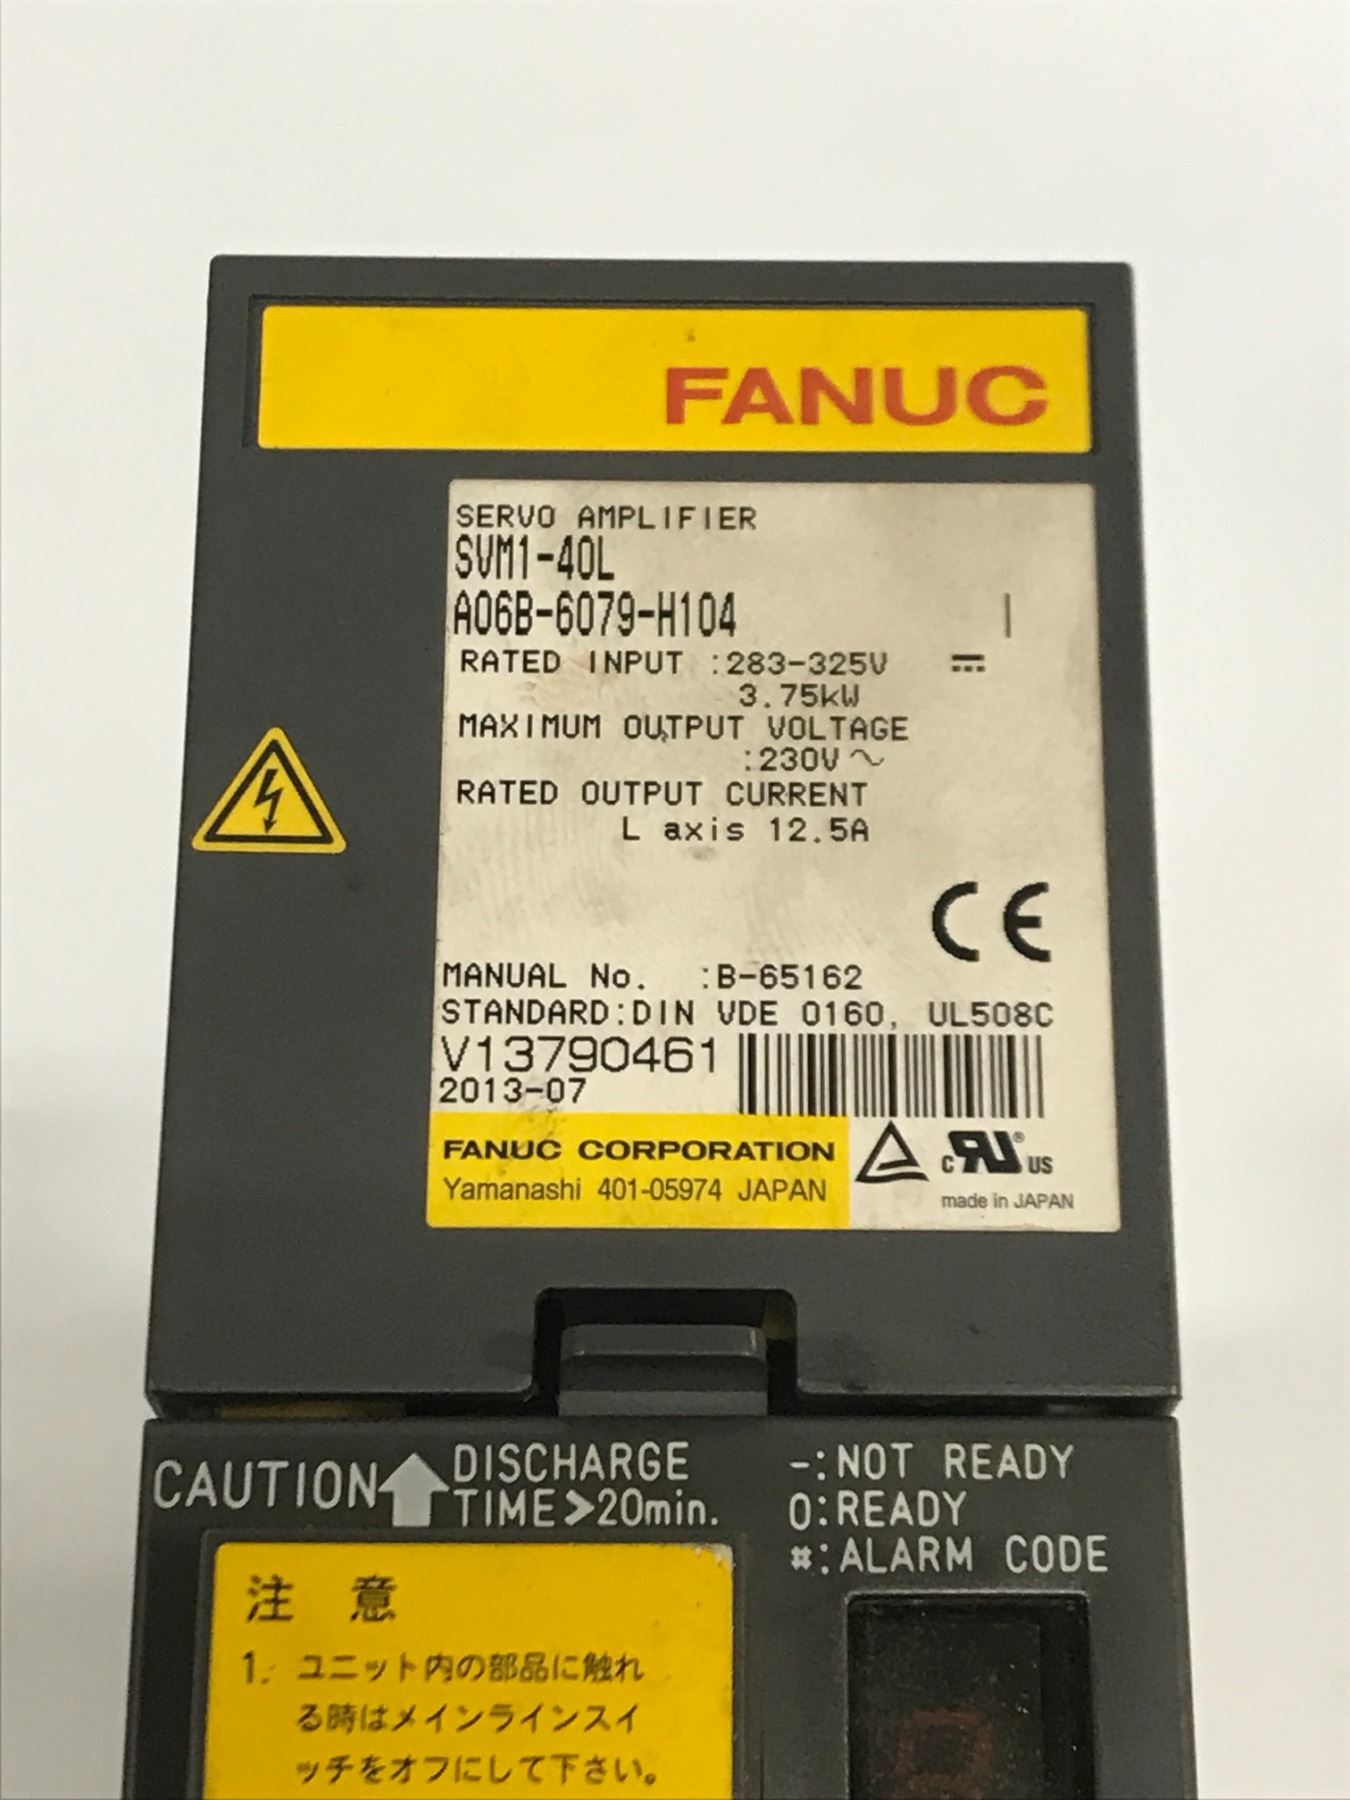 FANUC
SERVO AMPLIFIER
SVM1-40L
A06B-6079-H104
RATED INPUT :283-325V
3.75kW
MAXIMUM OUTPUT VOLTAGE
:230V ~
RATED OUTPUT CURRENT
L axis 12.5A
CE
MANUAL No. :B-65162
STANDARD:DIN VDE 0160, UL508C
V13790461
2013-07
FANUC CORPORATION
Yamanashi 401-05974 JAPAN
c RU ® US
made in JAPAN
CAUTION DISCHARGE
TIME>20min.
-:NOT READY
0:READY
#:ALARM CODE
注 意
1. ユニット内の部品に触れ
る時はメインラインスイ
ッチをオフにして下さい。